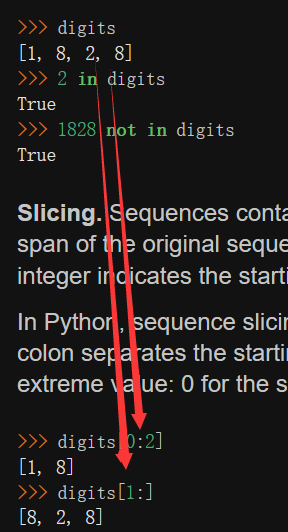 >>> digits
[1, 8, 2, 8]
>>> 2 in digits
True
>>> 1828 not in digits
True
Slicing. Sequences conta
span of the original seque
integer indicates the starti
In Python, sequence slicin
colon separates the startin
extreme value: 0 for the s
>>> digits[0:2]
[1, 8]
>>> digits[1:]
[8, 2, 8]